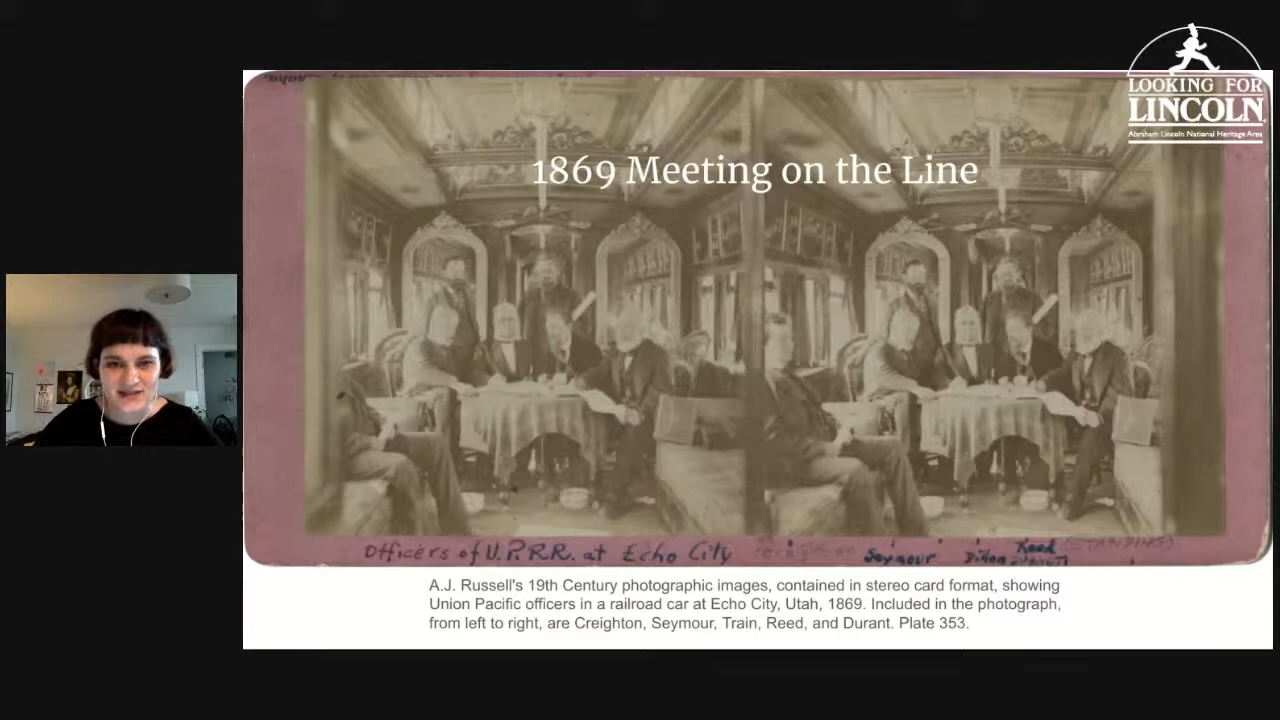 LOOKING FOR
LINCOLN
Abraham Lincoln National Heritage Area
1869 Meeting on the Line
Officers of U.P.R.R. at Echo City
Seymour
Dillon
Reed
A.J. Russell's 19th Century photographic images, contained in stereo card format, showing
Union Pacific officers in a railroad car at Echo City, Utah, 1869. Included in the photograph,
from left to right, are Creighton, Seymour, Train, Reed, and Durant. Plate 353.